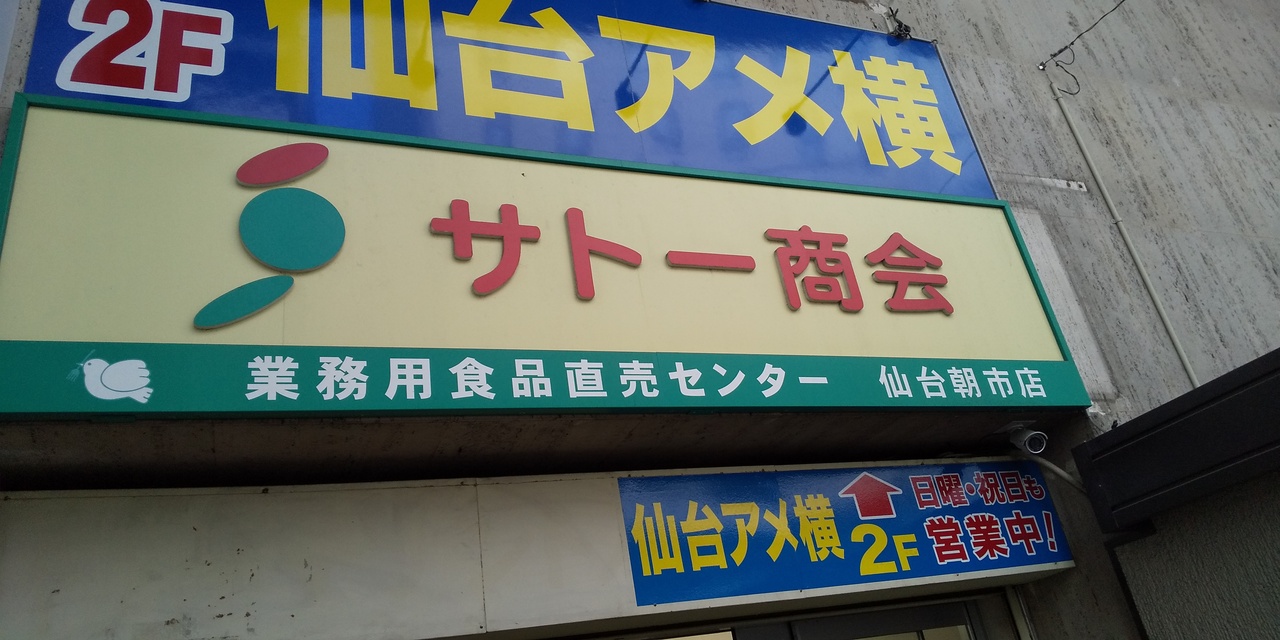 2F 仙台アメ横
サトー商会
業務用食品直売センター 仙台朝市店
仙台アメ横 2F 日曜・祝日も
営業中!